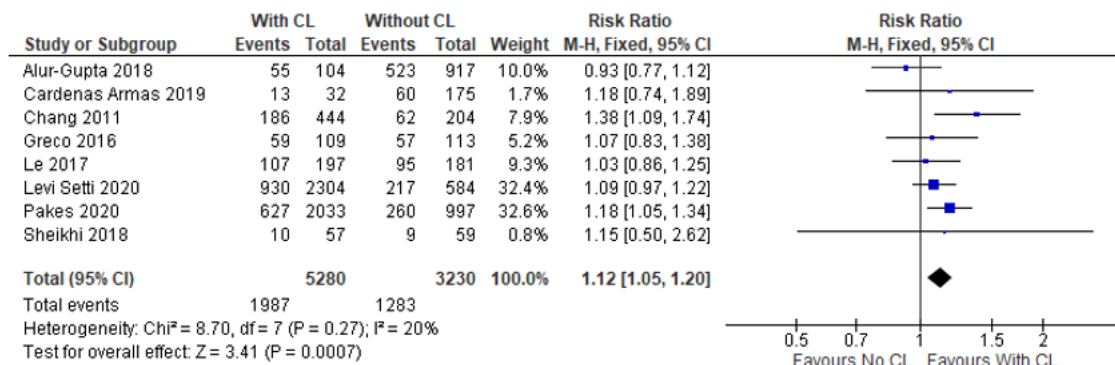 With CL Without CL Risk Ratio Risk Ratio
Study or Subgroup Events Total Events Total Weight M-H, Fixed, 95% CI M-H, Fixed, 95% CI
Alur-Gupta 2018 55 104 523 917 10.0% 0.93 [0.77, 1.12]
Cardenas Armas 2019 13 32 60 175 1.7% 1.18 [0.74, 1.89]
Chang 2011 186 444 62 204 7.9% 1.38 [1.09, 1.74]
Greco 2016 59 109 57 113 5.2% 1.07 [0.83, 1.38]
Le 2017 107 197 95 181 9.3% 1.03 [0.86, 1.25]
Levi Setti 2020 930 2304 217 584 32.4% 1.09 [0.97, 1.22]
Pakes 2020 627 2033 260 997 32.6% 1.18 [1.05, 1.34]
Sheikhi 2018 10 57 9 59 0.8% 1.15 [0.50, 2.62]
Total (95% CI) 5280 3230 100.0% 1.12 [1.05, 1.20]
Total events 1987 1283
Heterogeneity: Chi² = 8.70, df = 7 (P = 0.27); I² = 20%
Test for overall effect: Z = 3.41 (P = 0.0007)
0.5 0.7 1 1.5 2
Favours No CL Favours With CL